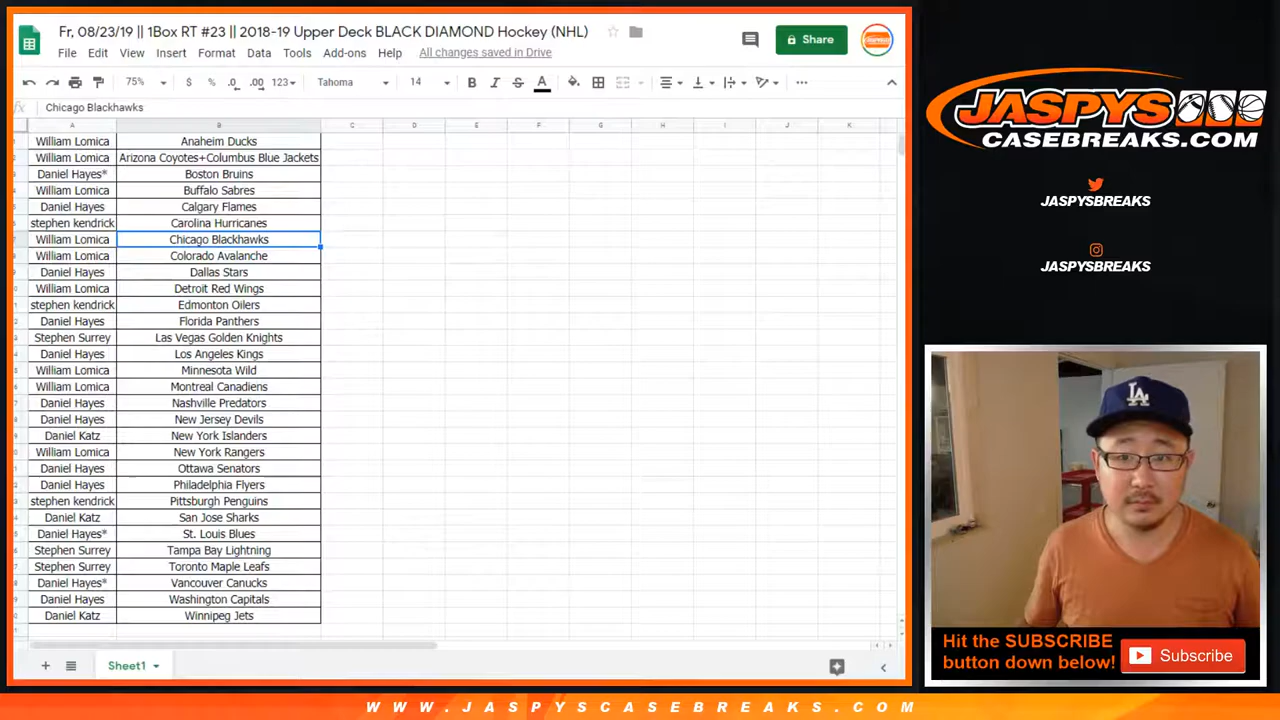 Fr, 08/23/19 || 1Box RT #23 || 2018-19 Upper Deck BLACK DIAMOND Hockey (NHL)
File Edit View Insert Format Data Tools Add-ons Help All changes saved in Drive
Share
75% $ % .0 .00 123 Tahoma 14 B I S A
fx Chicago Blackhawks
A B C D E F G H I J K
William Lomica Anaheim Ducks
William Lomica Arizona Coyotes+Columbus Blue Jackets
Daniel Hayes* Boston Bruins
William Lomica Buffalo Sabres
Daniel Hayes Calgary Flames
stephen kendrick Carolina Hurricanes
William Lomica Chicago Blackhawks
William Lomica Colorado Avalanche
Daniel Hayes Dallas Stars
William Lomica Detroit Red Wings
stephen kendrick Edmonton Oilers
Daniel Hayes Florida Panthers
Stephen Surrey Las Vegas Golden Knights
Daniel Hayes Los Angeles Kings
William Lomica Minnesota Wild
William Lomica Montreal Canadiens
Daniel Hayes Nashville Predators
Daniel Hayes New Jersey Devils
Daniel Katz New York Islanders
William Lomica New York Rangers
Daniel Hayes Ottawa Senators
Daniel Hayes Philadelphia Flyers
stephen kendrick Pittsburgh Penguins
Daniel Katz San Jose Sharks
Daniel Hayes* St. Louis Blues
Stephen Surrey Tampa Bay Lightning
Stephen Surrey Toronto Maple Leafs
Daniel Hayes* Vancouver Canucks
Daniel Hayes Washington Capitals
Daniel Katz Winnipeg Jets
Sheet1
JASPYS
CASEBREAKS.COM
JASPYSBREAKS
JASPYSBREAKS
LA
Hit the SUBSCRIBE
button down below!
Subscribe
WWW.JASPYSCASEBREAKS.COM